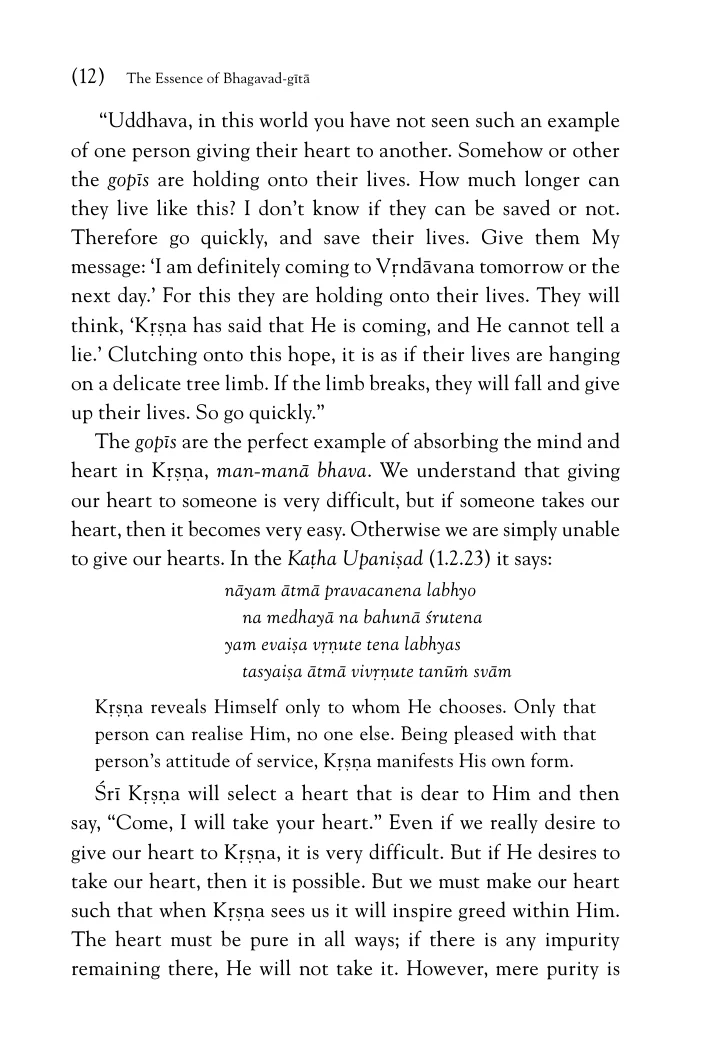 (12) The Essence of Bhagavad-gītā
“Uddhava, in this world you have not seen such an example
of one person giving their heart to another. Somehow or other
the gopīs are holding onto their lives. How much longer can
they live like this? I don’t know if they can be saved or not.
Therefore go quickly, and save their lives. Give them My
message: ‘I am definitely coming to Vṛndāvana tomorrow or the
next day.’ For this they are holding onto their lives. They will
think, ‘Kṛṣṇa has said that He is coming, and He cannot tell a
lie.’ Clutching onto this hope, it is as if their lives are hanging
on a delicate tree limb. If the limb breaks, they will fall and give
up their lives. So go quickly.”
The gopīs are the perfect example of absorbing the mind and
heart in Kṛṣṇa, man-manā bhava. We understand that giving
our heart to someone is very difficult, but if someone takes our
heart, then it becomes very easy. Otherwise we are simply unable
to give our hearts. In the Kaṭha Upaniṣad (1.2.23) it says:
nāyam ātmā pravacanena labhyo
na medhayā na bahunā śrutena
yam evaiṣa vṛṇute tena labhyas
tasyaiṣa ātmā vivṛṇute tanūṁ svām
Kṛṣṇa reveals Himself only to whom He chooses. Only that
person can realise Him, no one else. Being pleased with that
person’s attitude of service, Kṛṣṇa manifests His own form.
Śrī Kṛṣṇa will select a heart that is dear to Him and then
say, “Come, I will take your heart.” Even if we really desire to
give our heart to Kṛṣṇa, it is very difficult. But if He desires to
take our heart, then it is possible. But we must make our heart
such that when Kṛṣṇa sees us it will inspire greed within Him.
The heart must be pure in all ways; if there is any impurity
remaining there, He will not take it. However, mere purity is